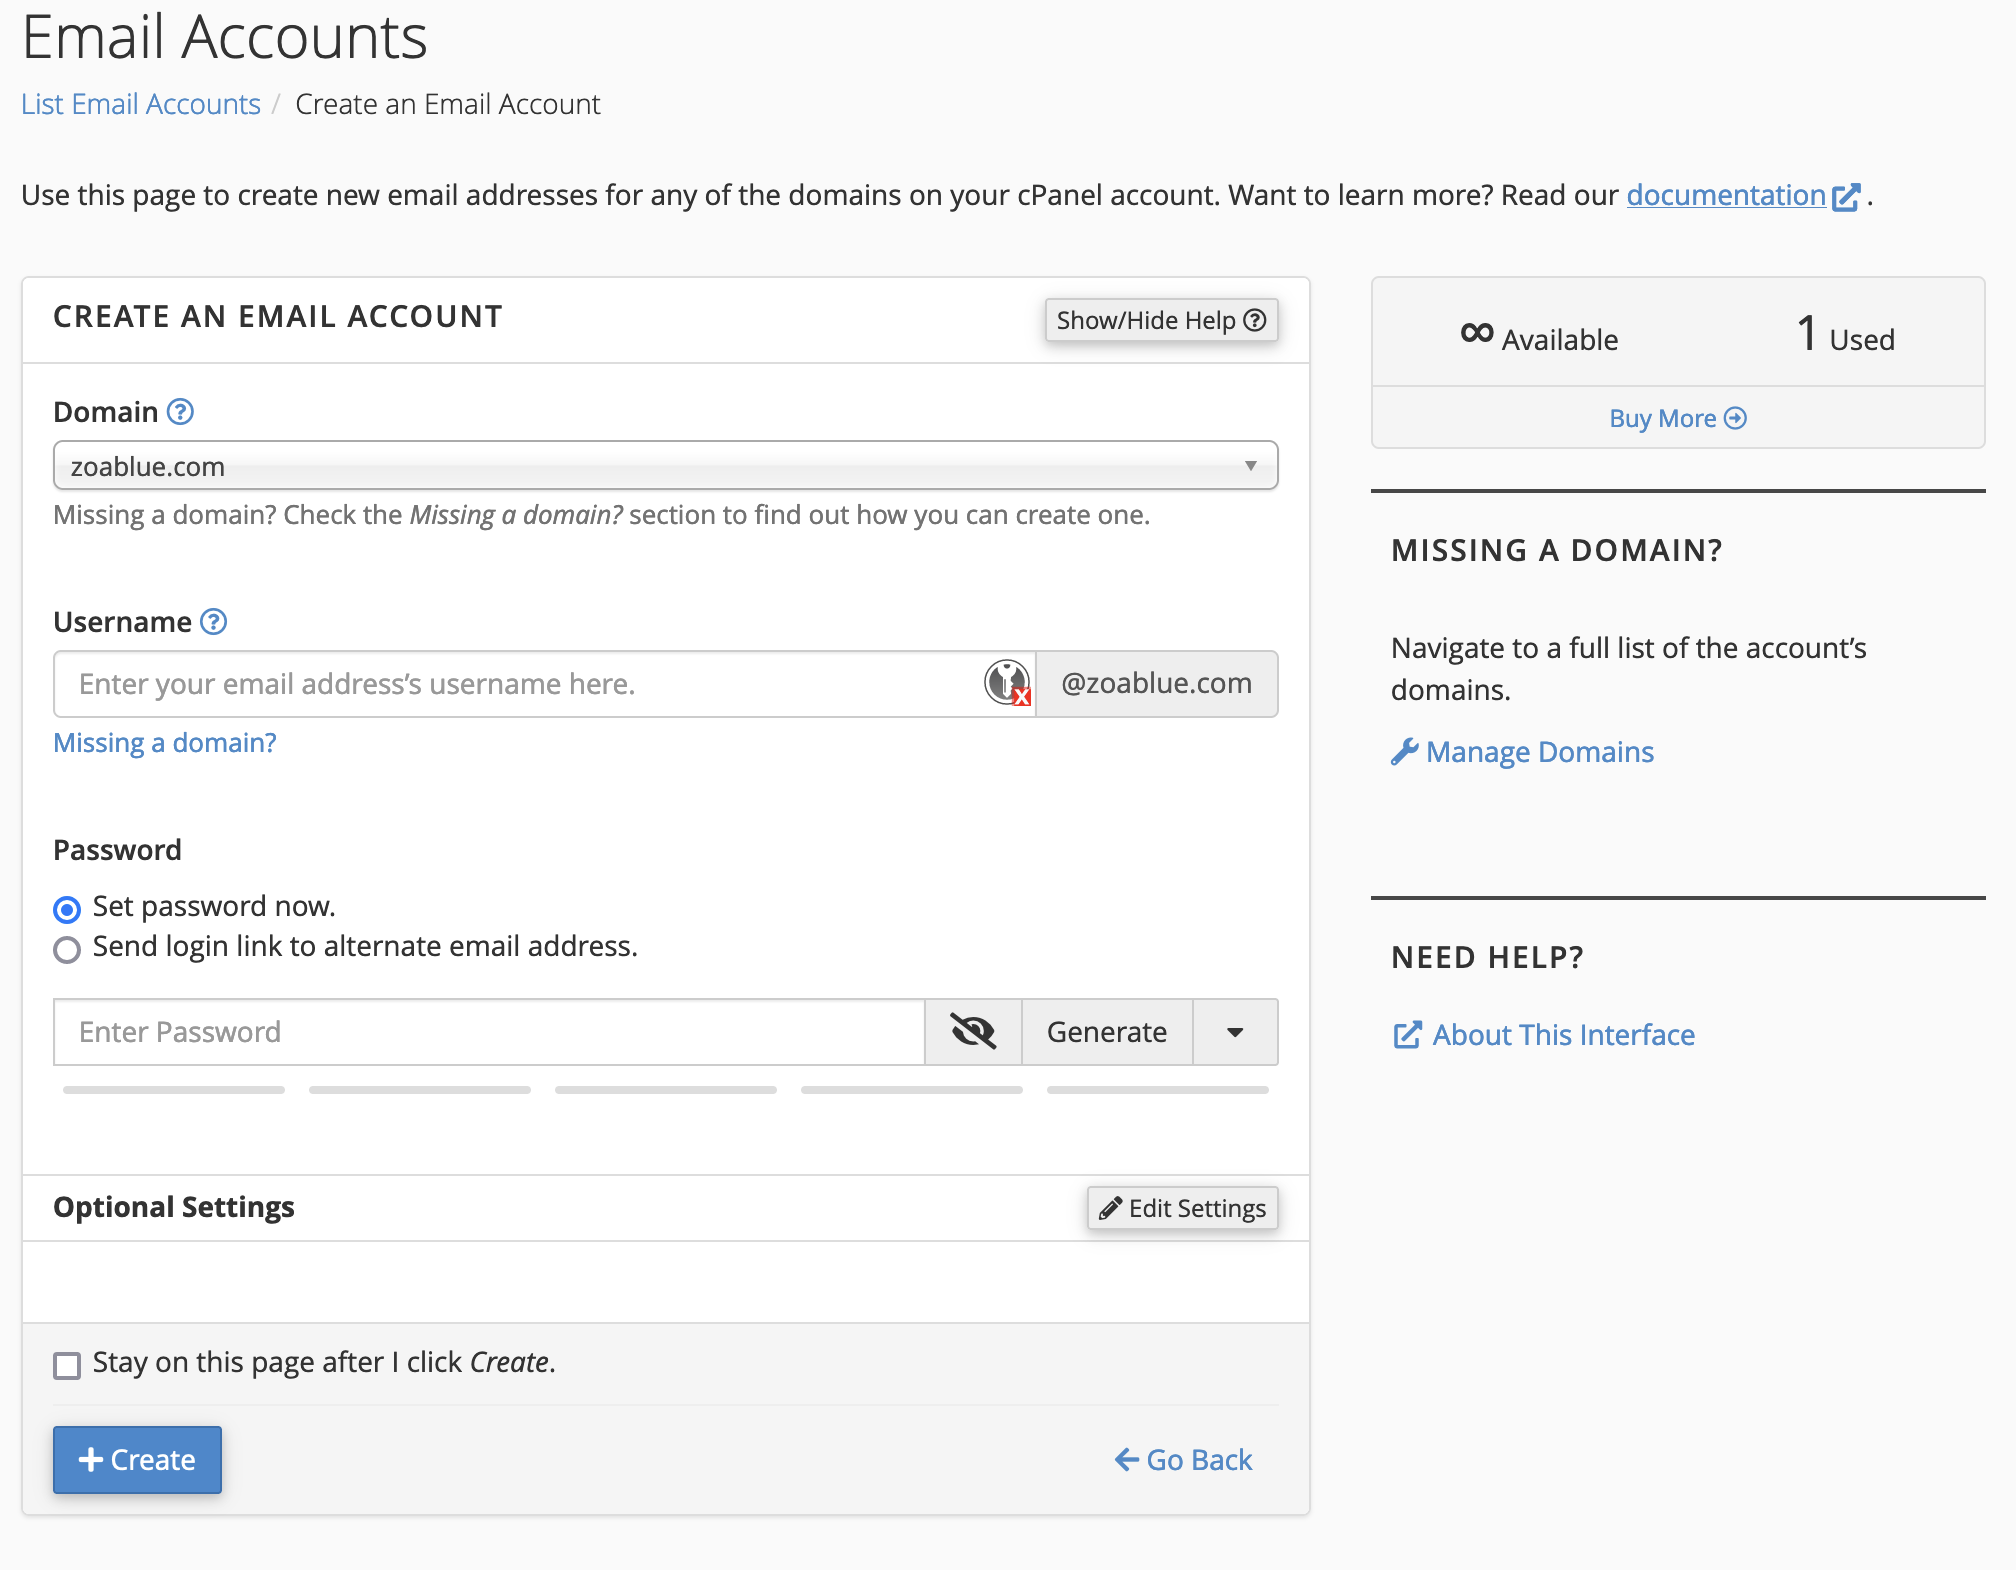 Email Accounts
List Email Accounts / Create an Email Account
Use this page to create new email addresses for any of the domains on your cPanel account. Want to learn more? Read our documentation .
CREATE AN EMAIL ACCOUNT
Show/Hide Help ?
Domain ?
zoablue.com
Missing a domain? Check the Missing a domain? section to find out how you can create one.
Username ?
Enter your email address’s username here.
X
@zoablue.com
Missing a domain?
Password
Set password now.
Send login link to alternate email address.
Enter Password
Generate
Optional Settings
Edit Settings
Stay on this page after I click Create.
+ Create
Go Back
∞ Available
1 Used
Buy More
MISSING A DOMAIN?
Navigate to a full list of the account’s
domains.
Manage Domains
NEED HELP?
About This Interface